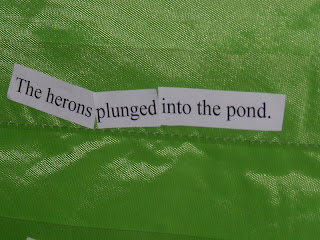 The herons plunged into the pond.